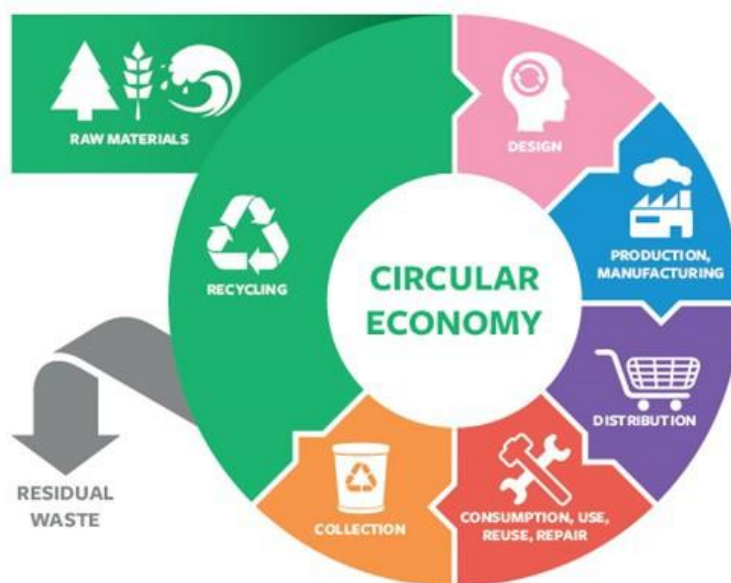 RAW MATERIALS
DESIGN
PRODUCTION,
MANUFACTURING
DISTRIBUTION
CONSUMPTION, USE,
REUSE, REPAIR
COLLECTION
RECYCLING
RESIDUAL
WASTE
CIRCULAR
ECONOMY